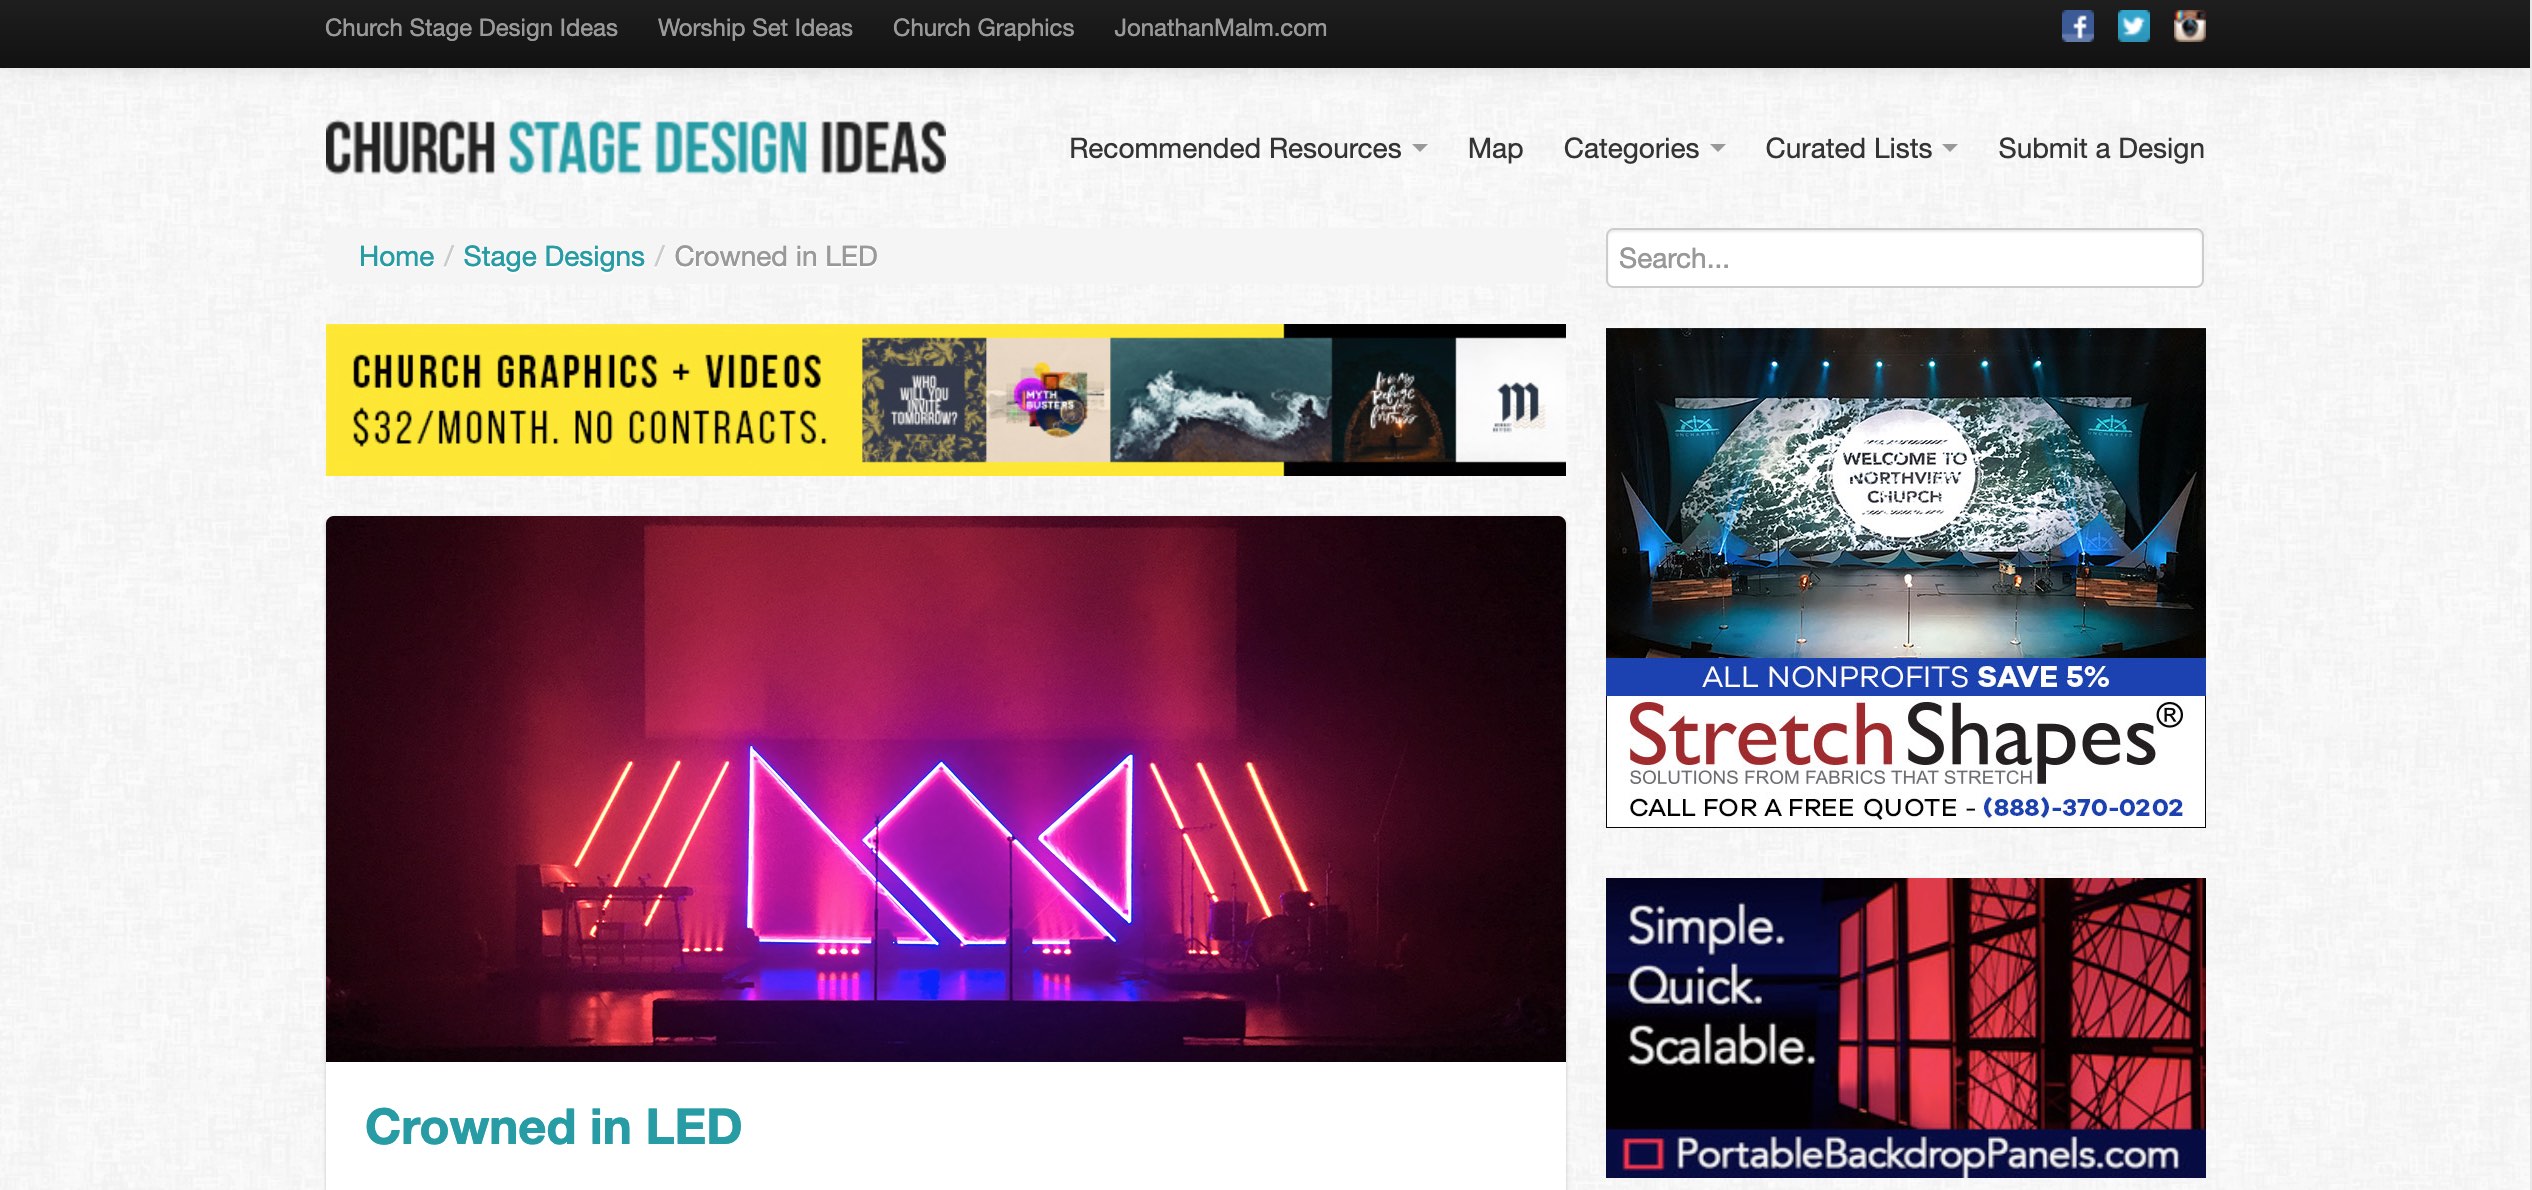 Church Stage Design Ideas Worship Set Ideas Church Graphics JonathanMalm.com
CHURCH STAGE DESIGN IDEAS
Recommended Resources Map Categories Curated Lists Submit a Design
Home / Stage Designs / Crowned in LED
Search...
CHURCH GRAPHICS + VIDEOS
$32/MONTH. NO CONTRACTS.
WHO
WILL YOU
INVITE
TOMORROW?
MYTH
BUSTERS
m
WELCOME TO
NORTHVIEW
CHURCH
UNCHARTED
UNCHARTED
ALL NONPROFITS SAVE 5%
StretchShapes®
SOLUTIONS FROM FABRICS THAT STRETCH
CALL FOR A FREE QUOTE - (888)-370-0202
Simple.
Quick.
Scalable.
PortableBackdropPanels.com
Crowned in LED